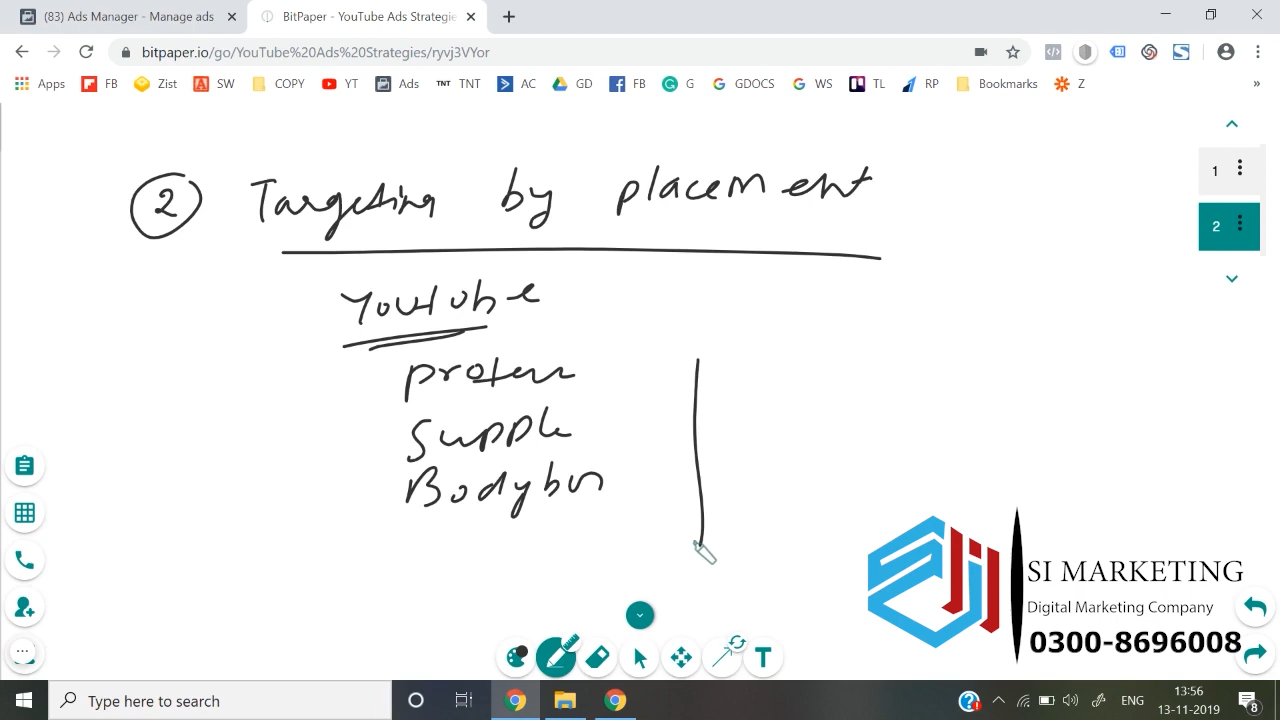 (83) Ads Manager - Manage ads
BitPaper - YouTube Ads Strategie
bitpaper.io/go/YouTube%20Ads%20Strategies/ryvj3VYor
Apps FB Zist SW COPY YT Ads TNT TNT AC GD FB G GDOCS WS TL RP Bookmarks Z »
2 Targeting by placement
1
2
Youtube
protein
Supple
Bodybui
SI MARKETING
Digital Marketing Company
0300-8696008
T
Type here to search
ENG
13:56
13-11-2019
8